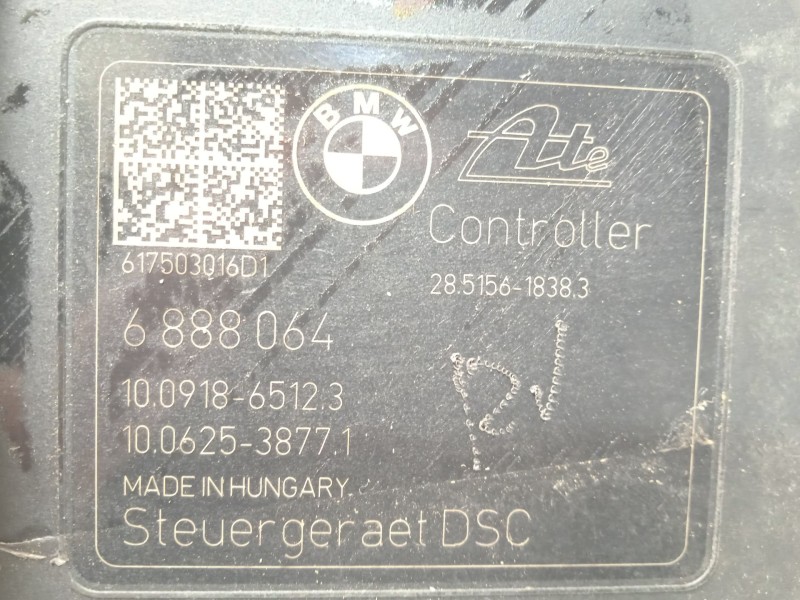 BMW
Ate
Controller
617503016D1
28.5156-1838.3
6 888 064
10.0918-6512.3
10.0625-3877.1
MADE IN HUNGARY
Steuergeraet DSC